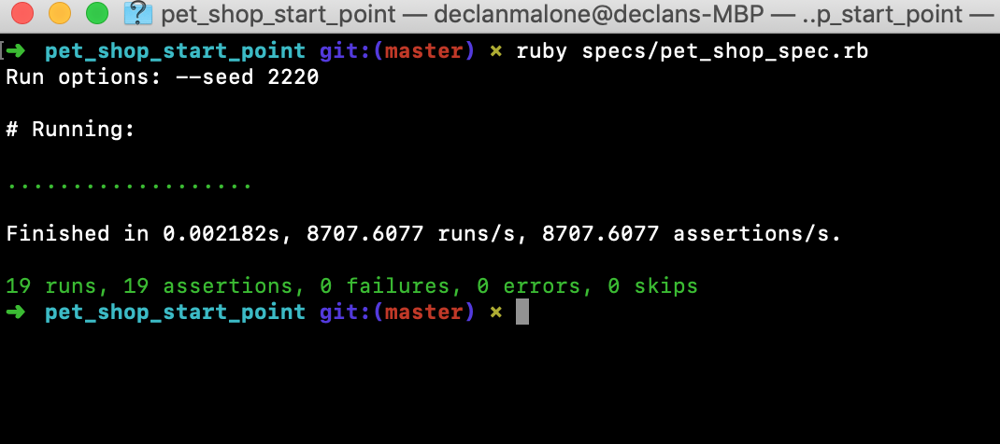 pet_shop_start_point — declanmalone@declans-MBP — ..p_start_point —
➜ pet_shop_start_point git:(master) × ruby specs/pet_shop_spec.rb
Run options: --seed 2220
# Running:
...................
Finished in 0.002182s, 8707.6077 runs/s, 8707.6077 assertions/s.
19 runs, 19 assertions, 0 failures, 0 errors, 0 skips
➜ pet_shop_start_point git:(master) ×